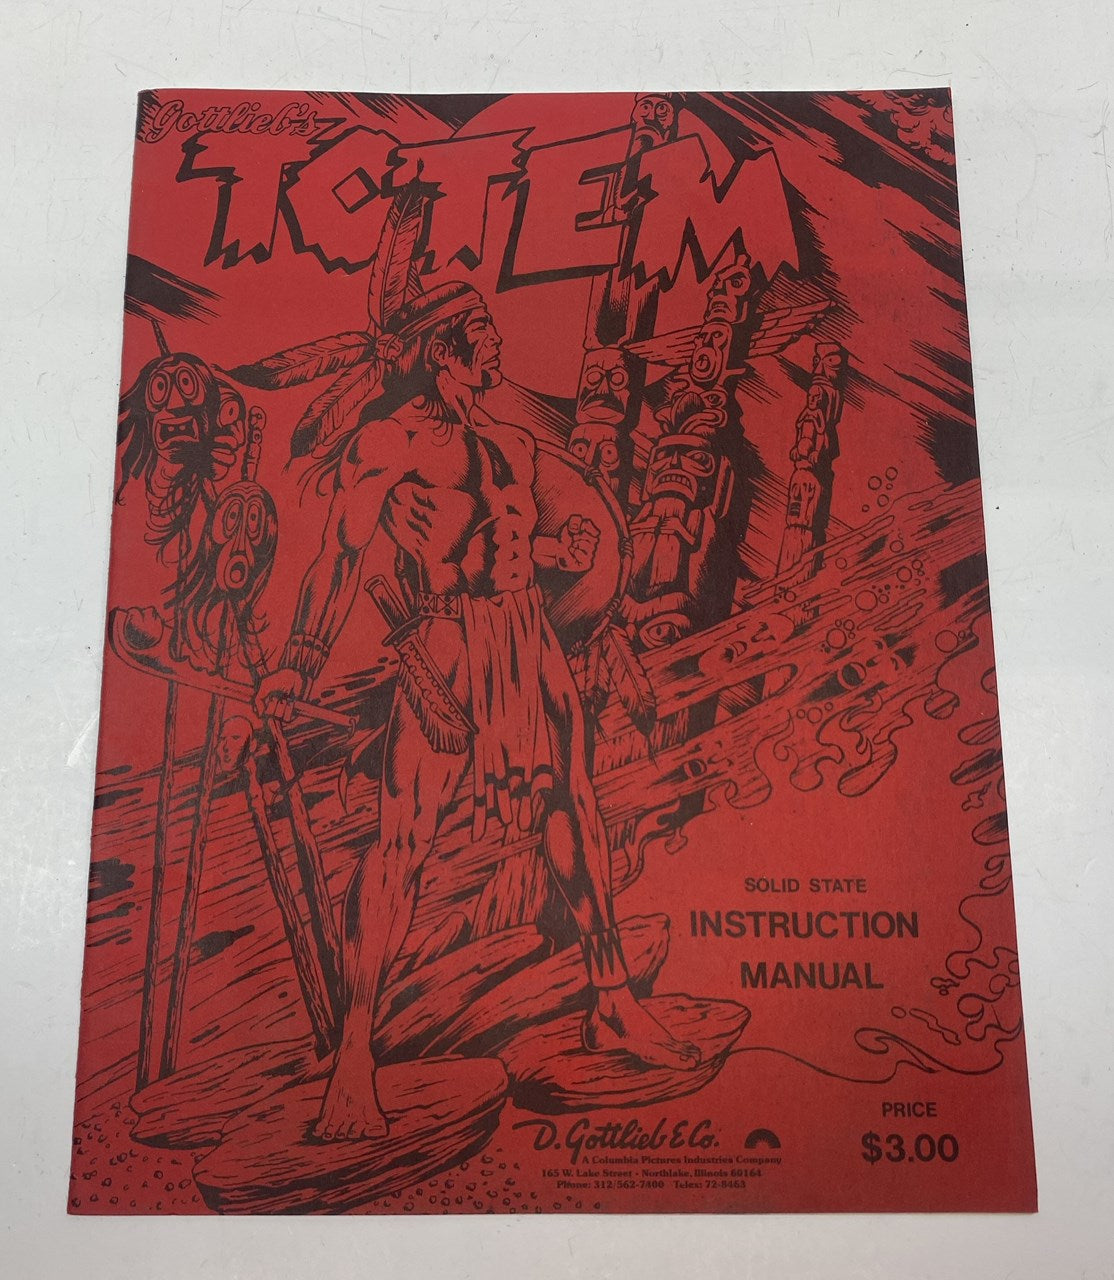 Gottlieb's
TOTEM
SOLID STATE
INSTRUCTION
MANUAL
PRICE
$3.00
D. Gottlieb & Co.
A Columbia Pictures Industries Company
165 W. Lake Street • Northlake, Illinois 60164
Phone: 312/562-7400 Telex: 72-8463